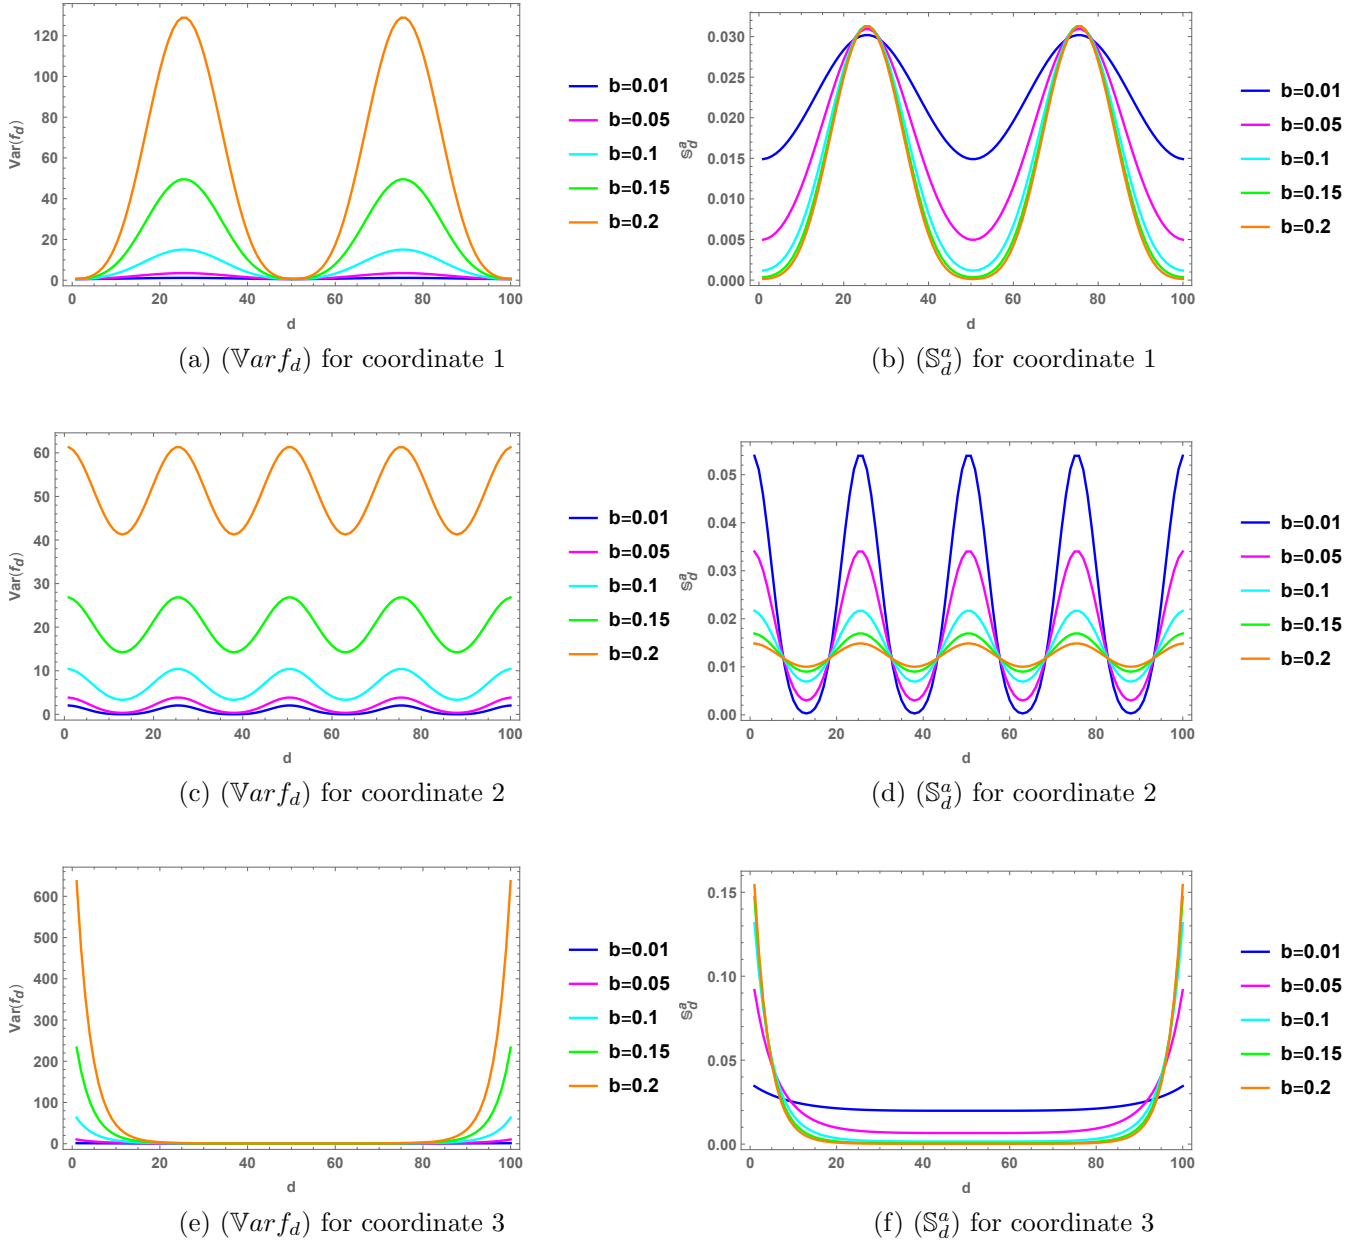 120
100
80
60
40
20
0
Var(f_d)
0 20 40 60 80 100
d
b=0.01
b=0.05
b=0.1
b=0.15
b=0.2
(a) (𝕍arf_d) for coordinate 1
0.030
0.025
0.020
0.015
0.010
0.005
0.000
𝕊_d^a
0 20 40 60 80 100
d
b=0.01
b=0.05
b=0.1
b=0.15
b=0.2
(b) (𝕊_d^a) for coordinate 1
60
50
40
30
20
10
0
Var(f_d)
0 20 40 60 80 100
d
b=0.01
b=0.05
b=0.1
b=0.15
b=0.2
(c) (𝕍arf_d) for coordinate 2
0.05
0.04
0.03
0.02
0.01
0.00
𝕊_d^a
0 20 40 60 80 100
d
b=0.01
b=0.05
b=0.1
b=0.15
b=0.2
(d) (𝕊_d^a) for coordinate 2
600
500
400
300
200
100
0
Var(f_d)
0 20 40 60 80 100
d
b=0.01
b=0.05
b=0.1
b=0.15
b=0.2
(e) (𝕍arf_d) for coordinate 3
0.15
0.10
0.05
0.00
𝕊_d^a
0 20 40 60 80 100
d
b=0.01
b=0.05
b=0.1
b=0.15
b=0.2
(f) (𝕊_d^a) for coordinate 3